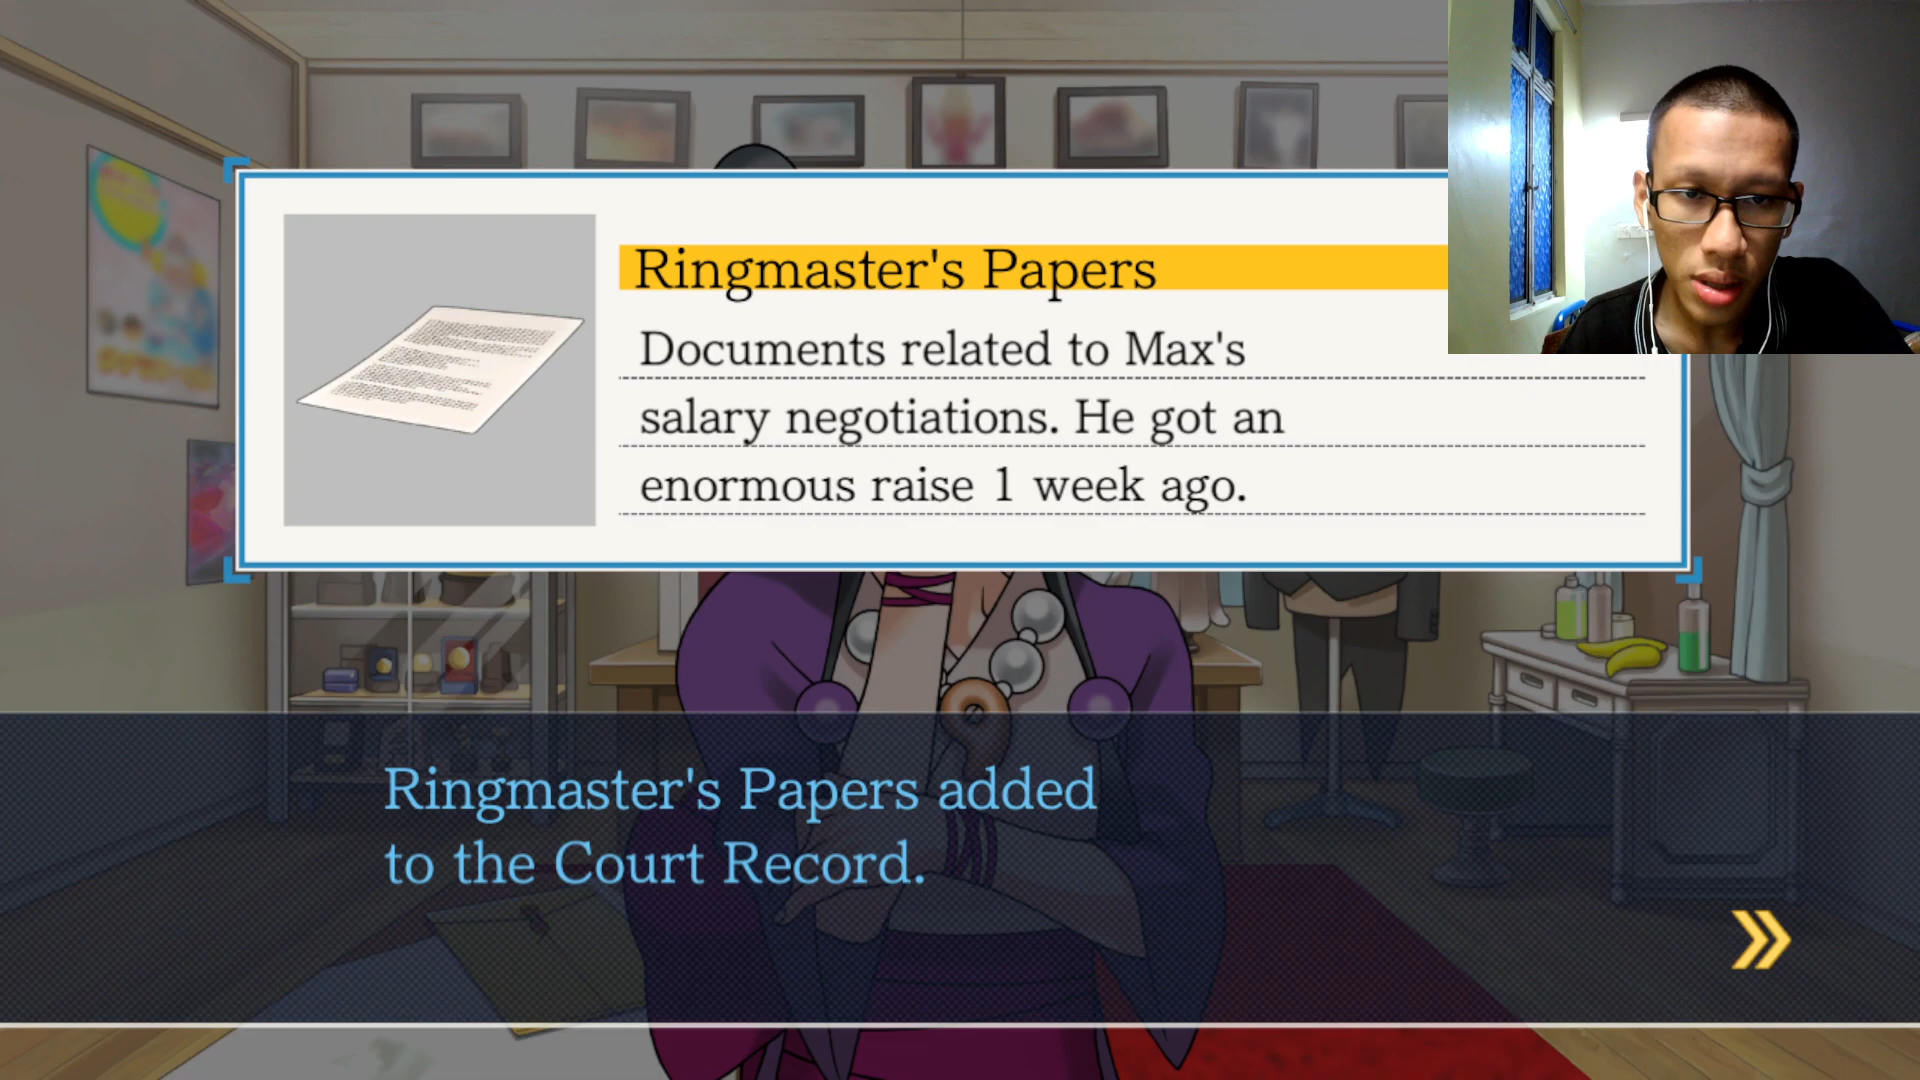 Ringmaster's Papers
Documents related to Max's
salary negotiations. He got an
enormous raise 1 week ago.
Ringmaster's Papers added
to the Court Record.